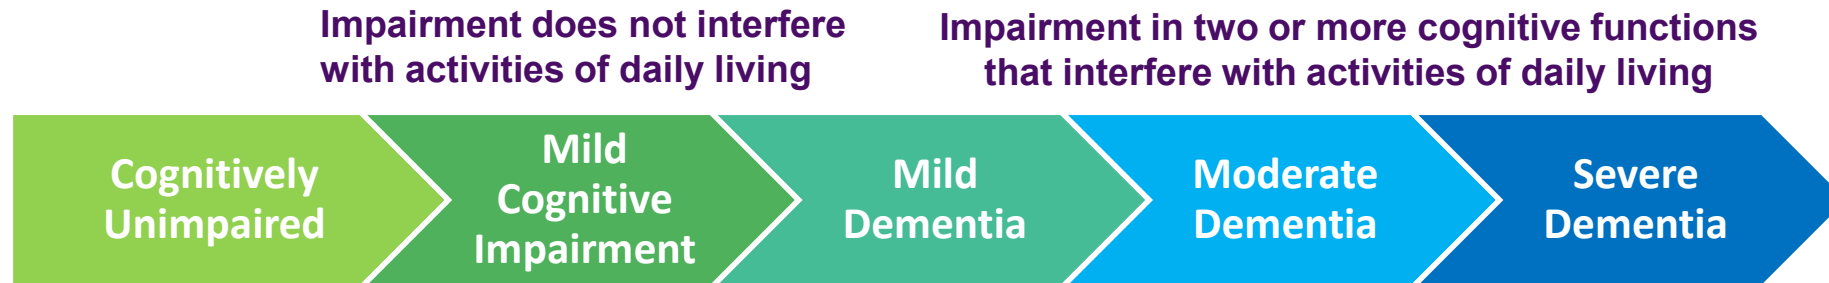 Impairment does not interfere
with activities of daily living
Impairment in two or more cognitive functions
that interfere with activities of daily living
Cognitively
Unimpaired
Mild
Cognitive
Impairment
Mild
Dementia
Moderate
Dementia
Severe
Dementia